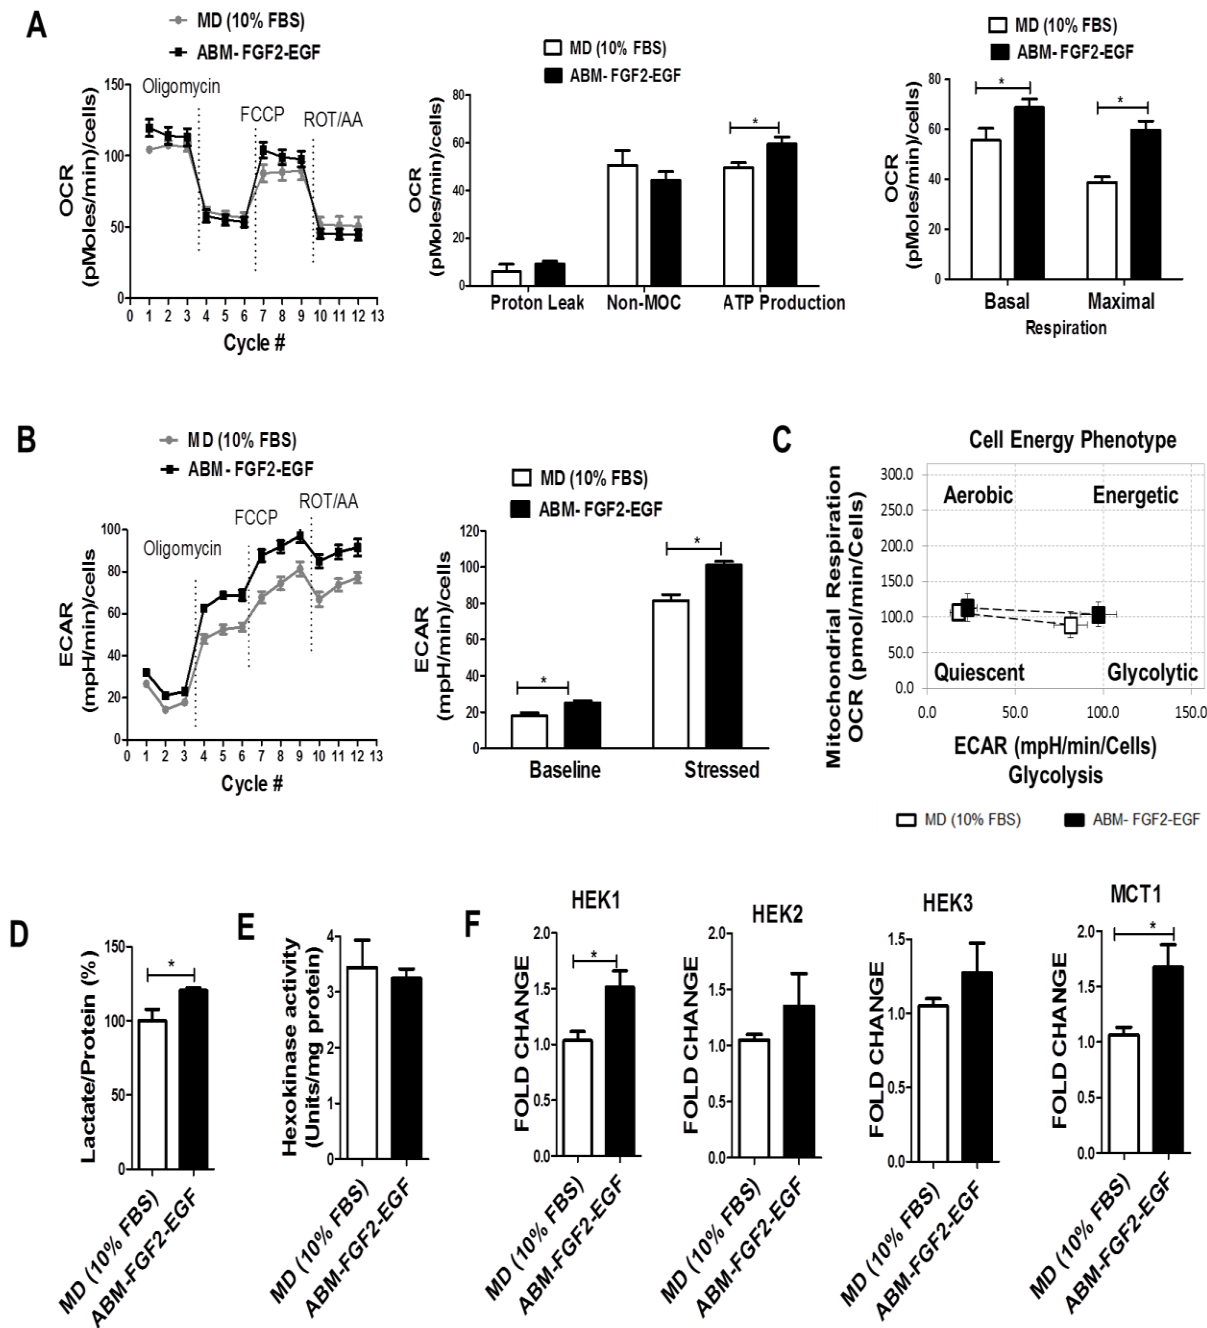 A
MD (10% FBS)
ABM- FGF2-EGF
Oligomycin
FCCP
ROT/AA
OCR
(pMoles/min)/cells)
150
100
50
0
0 1 2 3 4 5 6 7 8 9 10 11 12 13
Cycle #
MD (10% FBS)
ABM- FGF2-EGF
OCR
(pMoles/min)/cells)
80
60
40
20
0
*
Proton Leak
Non-MOC
ATP Production
MD (10% FBS)
ABM- FGF2-EGF
OCR
(pMoles/min)/cells)
80
60
40
20
0
*
*
Basal
Maximal
Respiration
B
MD (10% FBS)
ABM- FGF2-EGF
Oligomycin
FCCP
ROT/AA
ECAR
(mpH/min)/cells
100
80
60
40
20
0
0 1 2 3 4 5 6 7 8 9 10 11 12 13
Cycle #
MD (10% FBS)
ABM- FGF2-EGF
ECAR
(mpH/min)/cells
120
100
80
60
40
20
0
*
*
Baseline
Stressed
C
Cell Energy Phenotype
Mitochondrial Respiration
OCR (pmol/min/Cells)
300.0
250.0
200.0
150.0
100.0
50.0
0.0
Aerobic
Energetic
Quiescent
Glycolytic
0.0 50.0 100.0 150.0
ECAR (mpH/min/Cells)
Glycolysis
MD (10% FBS)
ABM- FGF2-EGF
D
Lactate/Protein (%)
150
100
50
0
*
MD (10% FBS)
ABM-FGF2-EGF
E
Hexokinase activity
(Units/mg protein)
4
3
2
1
0
MD (10% FBS)
ABM-FGF2-EGF
F
HEK1
FOLD CHANGE
2.0
1.5
1.0
0.5
0.0
*
MD (10% FBS)
ABM-FGF2-EGF
HEK2
FOLD CHANGE
2.0
1.5
1.0
0.5
0.0
MD (10% FBS)
ABM-FGF2-EGF
HEK3
FOLD CHANGE
1.5
1.0
0.5
0.0
MD (10% FBS)
ABM-FGF2-EGF
MCT1
FOLD CHANGE
2.0
1.5
1.0
0.5
0.0
*
MD (10% FBS)
ABM-FGF2-EGF